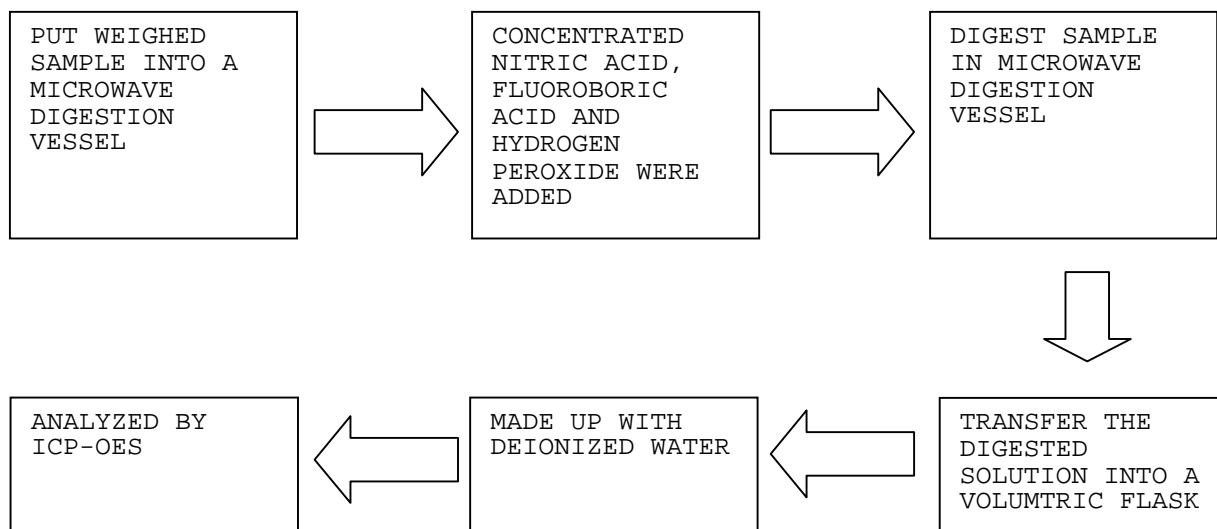 PUT WEIGHED
SAMPLE INTO A
MICROWAVE
DIGESTION
VESSEL
CONCENTRATED
NITRIC ACID,
FLUOROBORIC
ACID AND
HYDROGEN
PEROXIDE WERE
ADDED
DIGEST SAMPLE
IN MICROWAVE
DIGESTION
VESSEL
TRANSFER THE
DIGESTED
SOLUTION INTO A
VOLUMTRIC FLASK
MADE UP WITH
DEIONIZED WATER
ANALYZED BY
ICP-OES